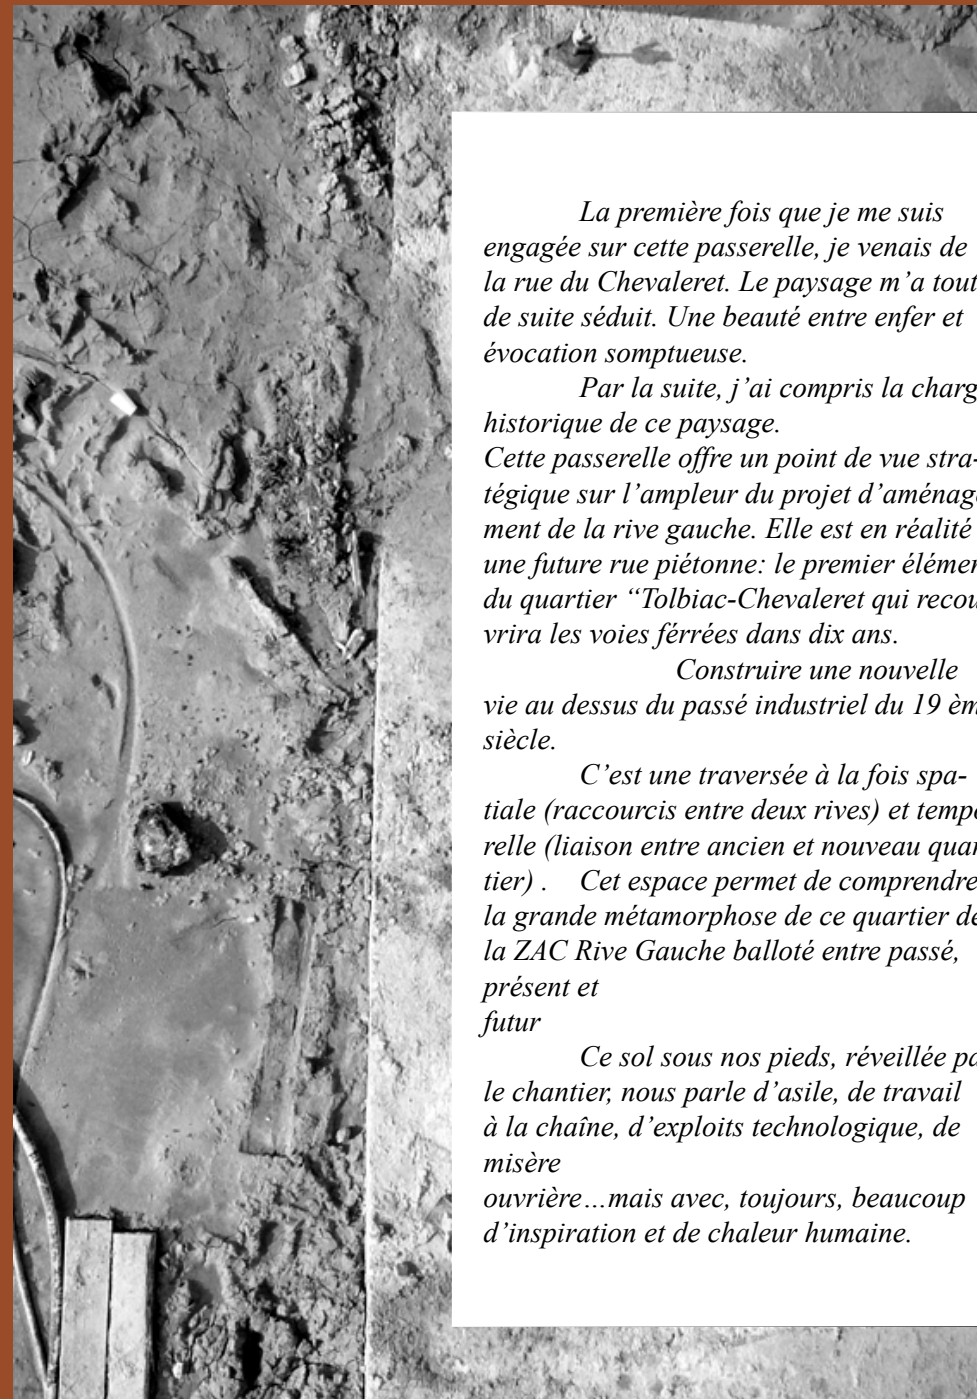 La première fois que je me suis
engagée sur cette passerelle, je venais de
la rue du Chevaleret. Le paysage m’a tout
de suite séduit. Une beauté entre enfer et
évocation somptueuse.
Par la suite, j’ai compris la charg
historique de ce paysage.
Cette passerelle offre un point de vue stra-
tégique sur l’ampleur du projet d’aménag
ment de la rive gauche. Elle est en réalité
une future rue piétonne: le premier élémen
du quartier “Tolbiac-Chevaleret qui recou
vrira les voies férrées dans dix ans.
Construire une nouvelle
vie au dessus du passé industriel du 19 èm
siècle.
C’est une traversée à la fois spa-
tiale (raccourcis entre deux rives) et temp
relle (liaison entre ancien et nouveau quar
tier) . Cet espace permet de comprendre
la grande métamorphose de ce quartier de
la ZAC Rive Gauche balloté entre passé,
présent et
futur
Ce sol sous nos pieds, réveillée pa
le chantier, nous parle d’asile, de travail
à la chaîne, d’exploits technologique, de
misère
ouvrière...mais avec, toujours, beaucoup
d’inspiration et de chaleur humaine.